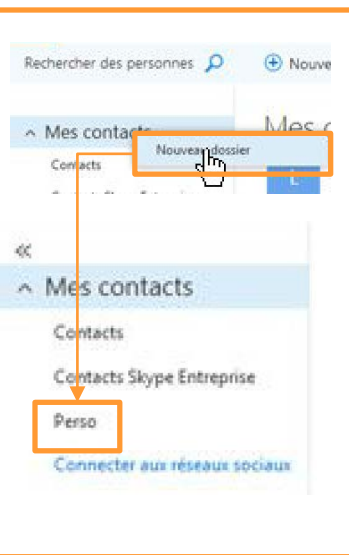 Rechercher des personnes
Nouve
Mes contacts
Mes c
Nouveau dossier
Contacts
L
«
Mes contacts
Contacts
Contacts Skype Entreprise
Perso
Connecter aux réseaux sociaux